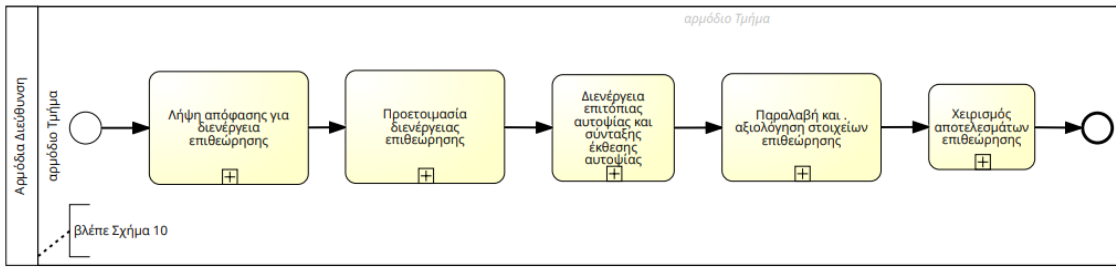 αρμόδιο Τμήμα
Αρμόδια Διεύθυνση
αρμόδιο Τμήμα
Λήψη απόφασης για
διενέργεια
επιθεώρησης
Προετοιμασία
διενέργειας
επιθεώρησης
Διενέργεια
επιτόπιας
αυτοψίας και
σύνταξης
έκθεσης
αυτοψίας
Παραλαβή και .
αξιολόγηση στοιχείων
επιθεώρησης
Χειρισμός
αποτελεσμάτων
επιθεώρησης
βλέπε Σχήμα 10